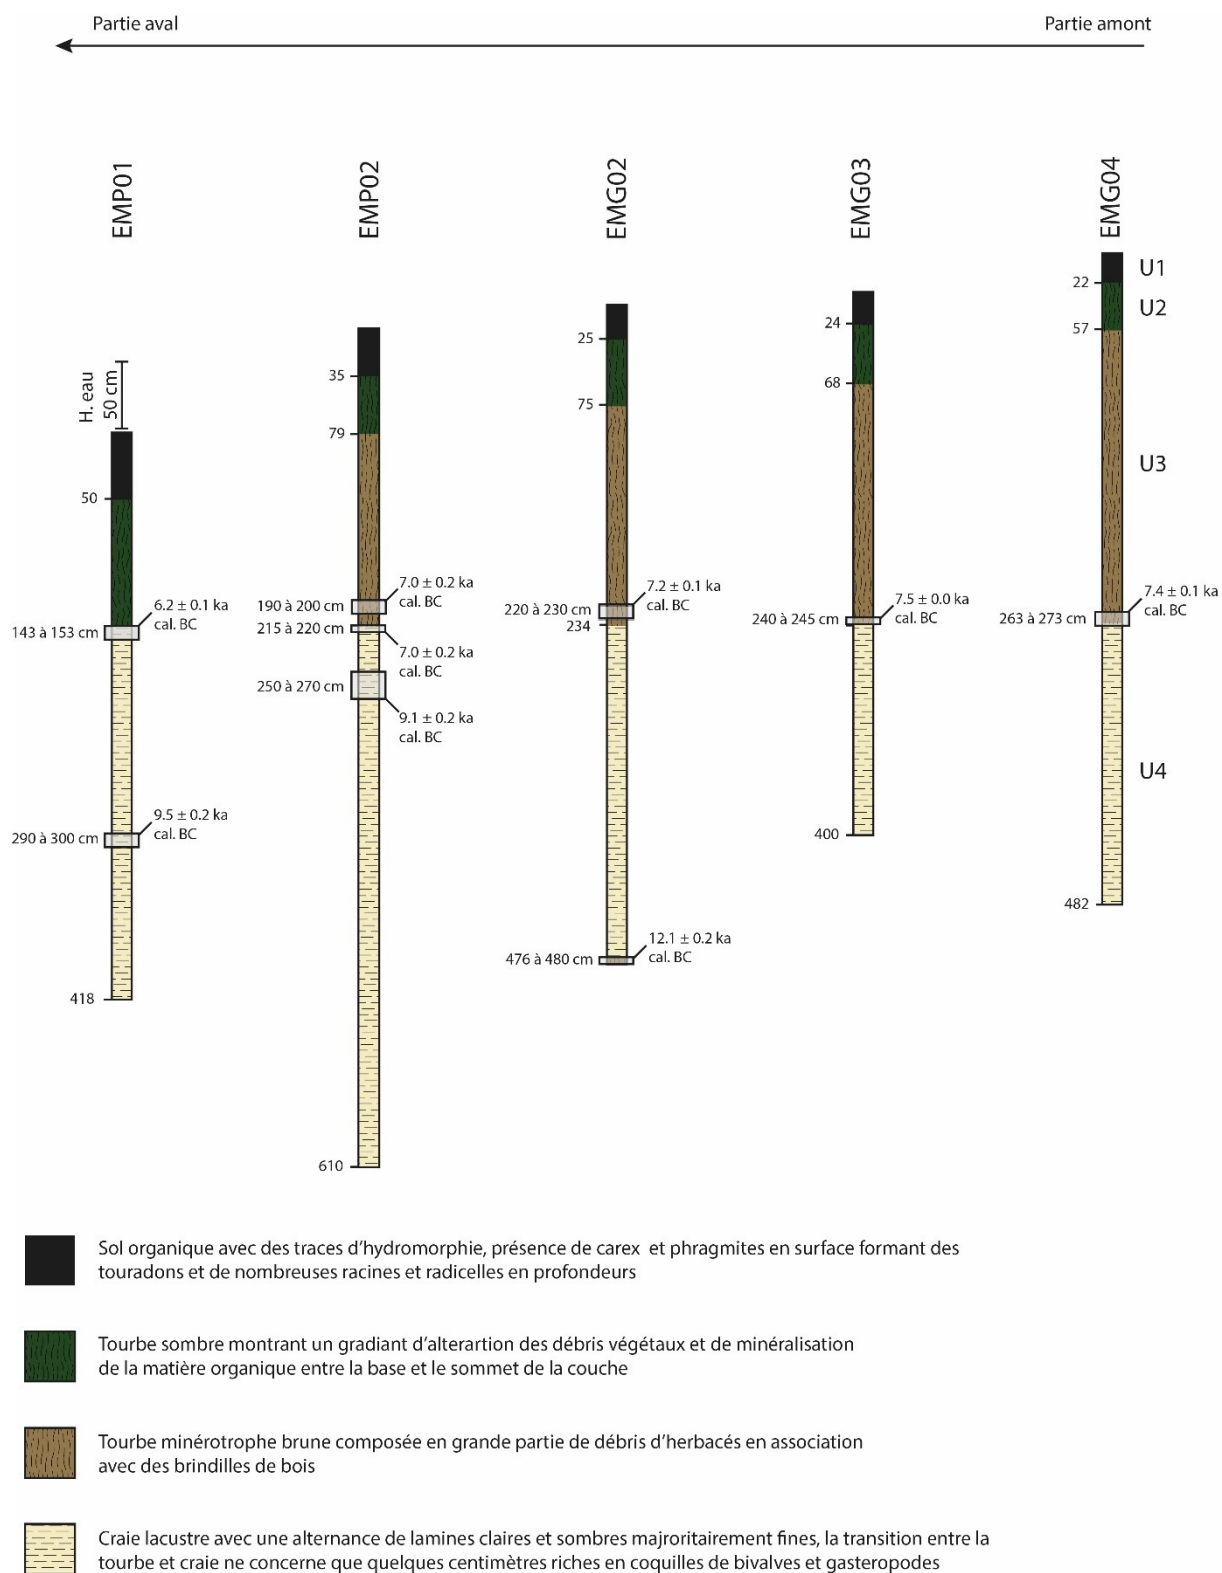 Partie aval
Partie amont
EMP01
EMP02
EMG02
EMG03
EMG04
H. eau
50 cm
50
143 à 153 cm
6.2 ± 0.1 ka
cal. BC
290 à 300 cm
9.5 ± 0.2 ka
cal. BC
418
35
79
190 à 200 cm
7.0 ± 0.2 ka
cal. BC
215 à 220 cm
7.0 ± 0.2 ka
cal. BC
250 à 270 cm
9.1 ± 0.2 ka
cal. BC
610
25
75
220 à 230 cm
7.2 ± 0.1 ka
cal. BC
234
476 à 480 cm
12.1 ± 0.2 ka
cal. BC
24
68
240 à 245 cm
7.5 ± 0.0 ka
cal. BC
400
22
57
263 à 273 cm
7.4 ± 0.1 ka
cal. BC
482
U1
U2
U3
U4
Sol organique avec des traces d'hydromorphie, présence de carex et phragmites en surface formant des
touradons et de nombreuses racines et radicelles en profondeurs
Tourbe sombre montrant un gradiant d'alterartion des débris végétaux et de minéralisation
de la matière organique entre la base et le sommet de la couche
Tourbe minérotrophe brune composée en grande partie de débris d'herbacés en association
avec des brindilles de bois
Craie lacustre avec une alternance de lamines claires et sombres majroritairement fines, la transition entre la
tourbe et craie ne concerne que quelques centimètres riches en coquilles de bivalves et gasteropodes